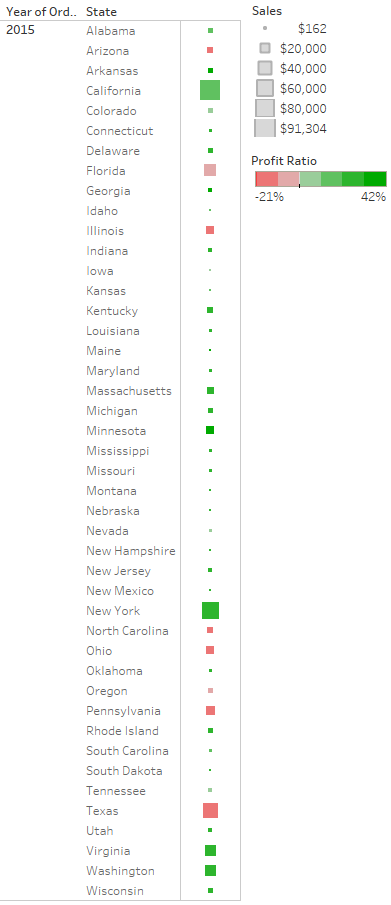 Year of Ord.. State
2015 Alabama
Arizona
Arkansas
California
Colorado
Connecticut
Delaware
Florida
Georgia
Idaho
Illinois
Indiana
Iowa
Kansas
Kentucky
Louisiana
Maine
Maryland
Massachusetts
Michigan
Minnesota
Mississippi
Missouri
Montana
Nebraska
Nevada
New Hampshire
New Jersey
New Mexico
New York
North Carolina
Ohio
Oklahoma
Oregon
Pennsylvania
Rhode Island
South Carolina
South Dakota
Tennessee
Texas
Utah
Virginia
Washington
Wisconsin
Sales
$162
$20,000
$40,000
$60,000
$80,000
$91,304
Profit Ratio
-21% 42%